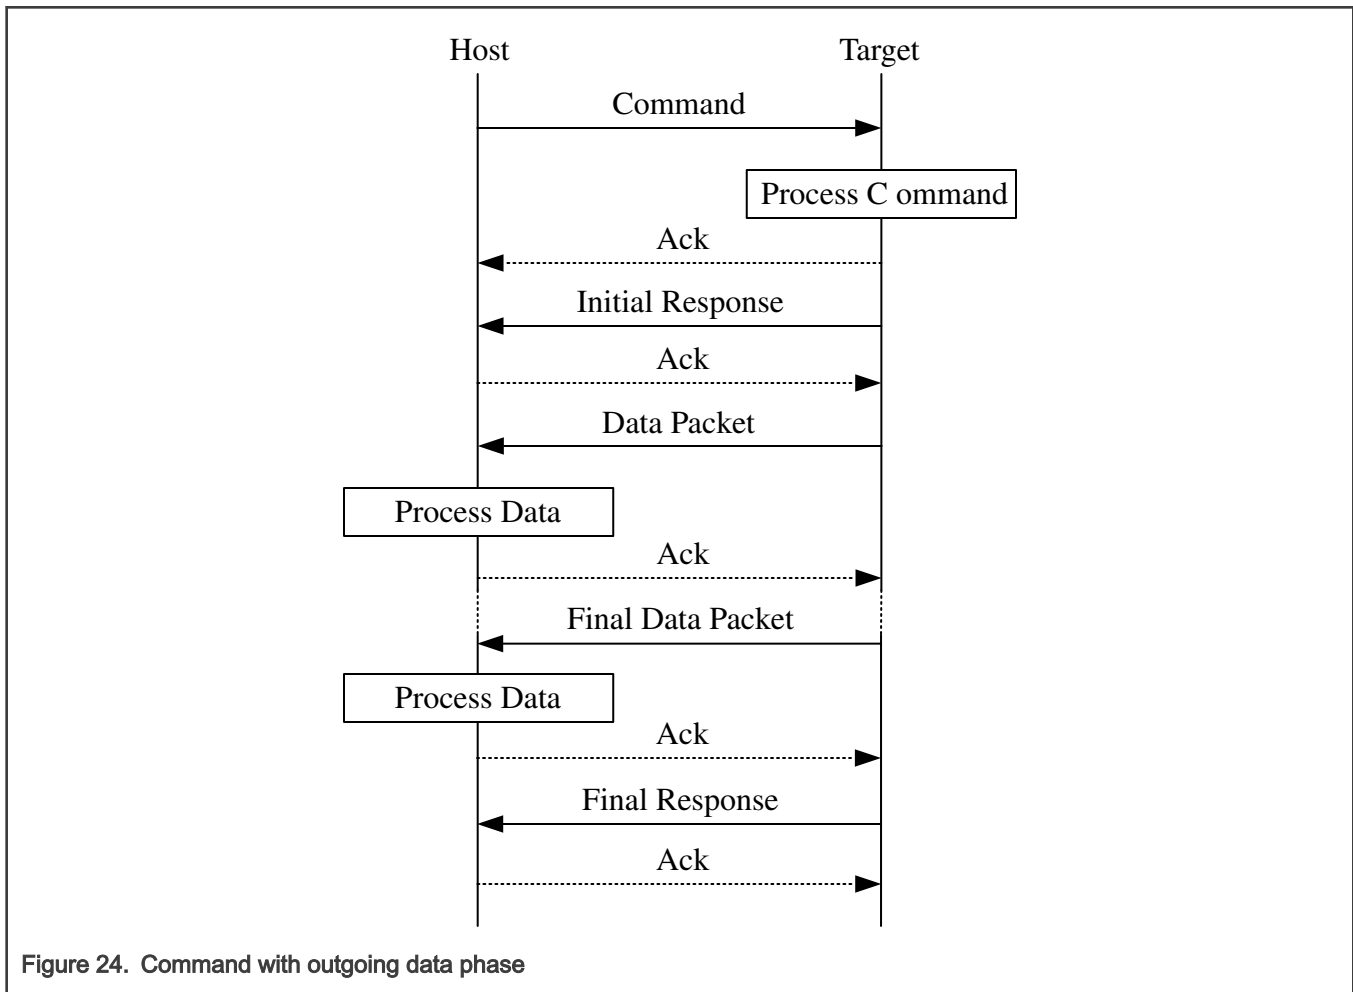 Host Target
Command
Process C ommand
Ack
Initial Response
Ack
Data Packet
Process Data
Ack
Final Data Packet
Process Data
Ack
Final Response
Ack
Figure 24. Command with outgoing data phase